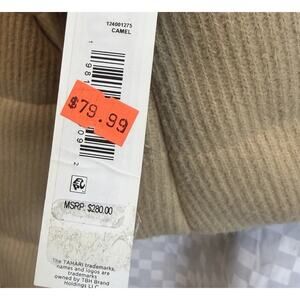 124001275
CAMEL
$79.99
MSRP: $280.00
The TAHARI trademarks,
names and logos are
trademarks
owned by TBH Brand
Holdings LLC